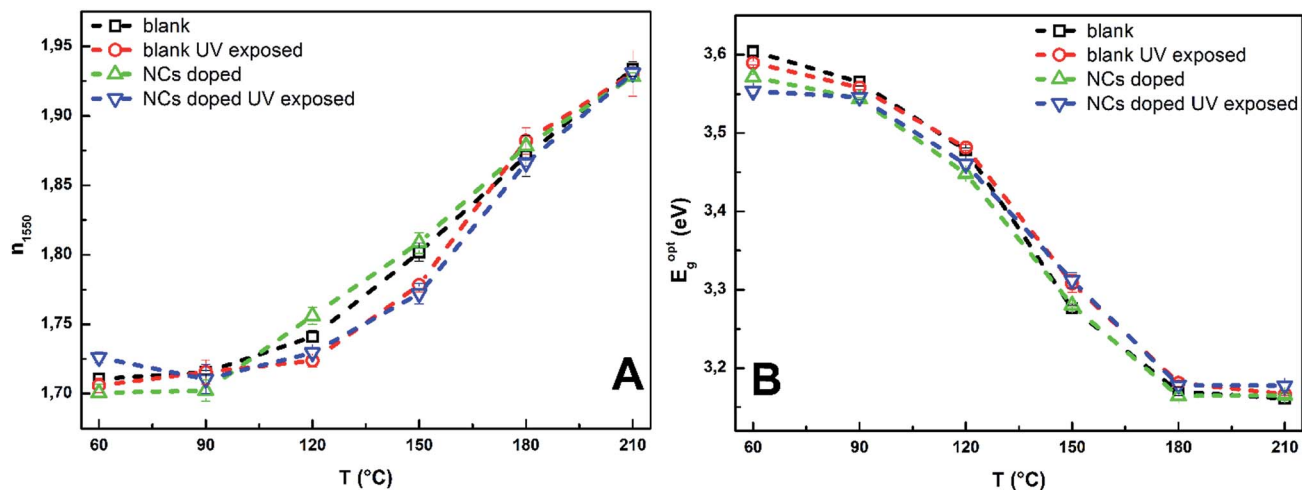 blank
blank UV exposed
NCs doped
NCs doped UV exposed
1,95
1,90
1,85
1,80
1,75
1,70
n1550
60 90 120 150 180 210
T (°C)
A
blank
blank UV exposed
NCs doped
NCs doped UV exposed
3,6
3,5
3,4
3,3
3,2
Eg opt (eV)
60 90 120 150 180 210
T (°C)
B